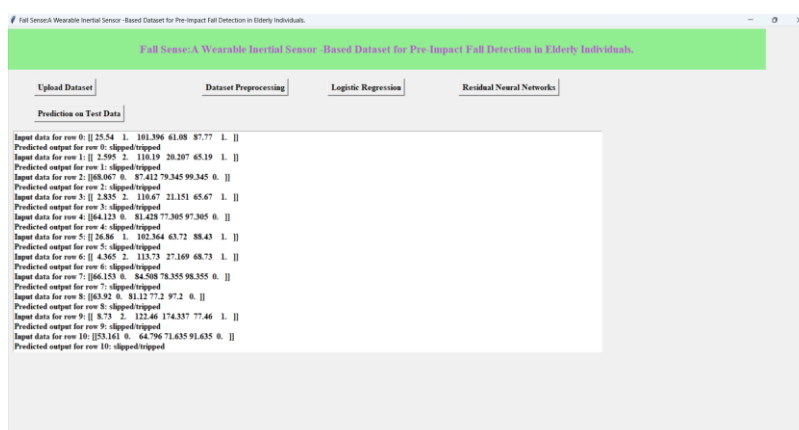 Fall Sense:A Wearable Inertial Sensor -Based Dataset for Pre-Impact Fall Detection in Elderly Individuals.
Fall Sense:A Wearable Inertial Sensor -Based Dataset for Pre-Impact Fall Detection in Elderly Individuals.
Upload Dataset Dataset Preprocessing Logistic Regression Residual Neural Networks
Prediction on Test Data
Input data for row 0: [[ 25.54 1. 101.396 61.08 87.77 1. ]]
Predicted output for row 0: slipped/tripped
Input data for row 1: [[ 2.595 2. 110.19 20.207 65.19 1. ]]
Predicted output for row 1: slipped/tripped
Input data for row 2: [[68.067 0. 87.412 79.345 99.345 0. ]]
Predicted output for row 2: slipped/tripped
Input data for row 3: [[ 2.835 2. 110.67 21.151 65.67 1. ]]
Predicted output for row 3: slipped/tripped
Input data for row 4: [[64.123 0. 81.428 77.305 97.305 0. ]]
Predicted output for row 4: slipped/tripped
Input data for row 5: [[ 26.86 1. 102.364 63.72 88.43 1. ]]
Predicted output for row 5: slipped/tripped
Input data for row 6: [[ 4.365 2. 113.73 27.169 68.73 1. ]]
Predicted output for row 6: slipped/tripped
Input data for row 7: [[66.153 0. 84.508 78.355 98.355 0. ]]
Predicted output for row 7: slipped/tripped
Input data for row 8: [[63.92 0. 81.12 77.2 97.2 0. ]]
Predicted output for row 8: slipped/tripped
Input data for row 9: [[ 8.73 2. 122.46 174.337 77.46 1. ]]
Predicted output for row 9: slipped/tripped
Input data for row 10: [[53.161 0. 64.796 71.635 91.635 0. ]]
Predicted output for row 10: slipped/tripped